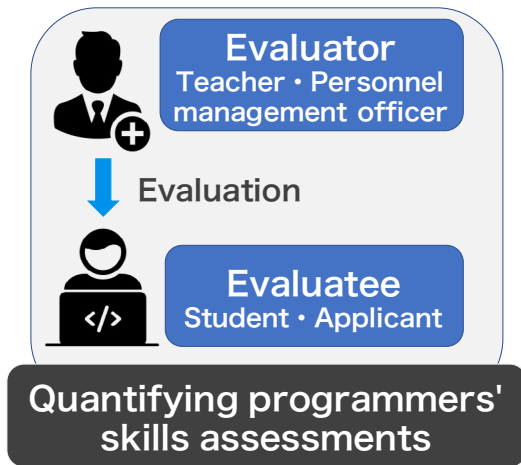 Evaluator
Teacher・Personnel
management officer
Evaluation
</>
Evaluatee
Student・Applicant
Quantifying programmers'
skills assessments